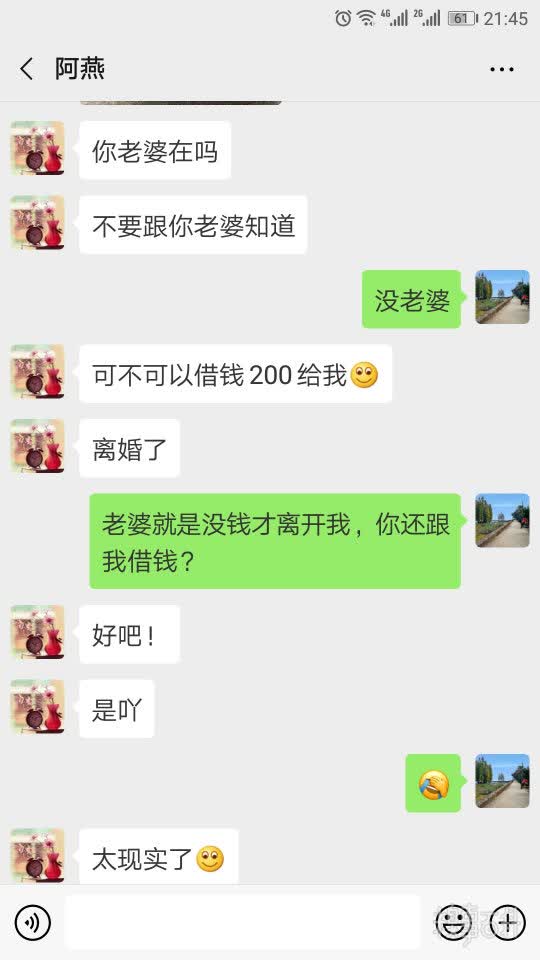 4G 2G 61 21:45
阿燕
你老婆在吗
不要跟你老婆知道
没老婆
可不可以借钱200给我
离婚了
老婆就是没钱才离开我，你还跟
我借钱？
好吧！
是吖
太现实了